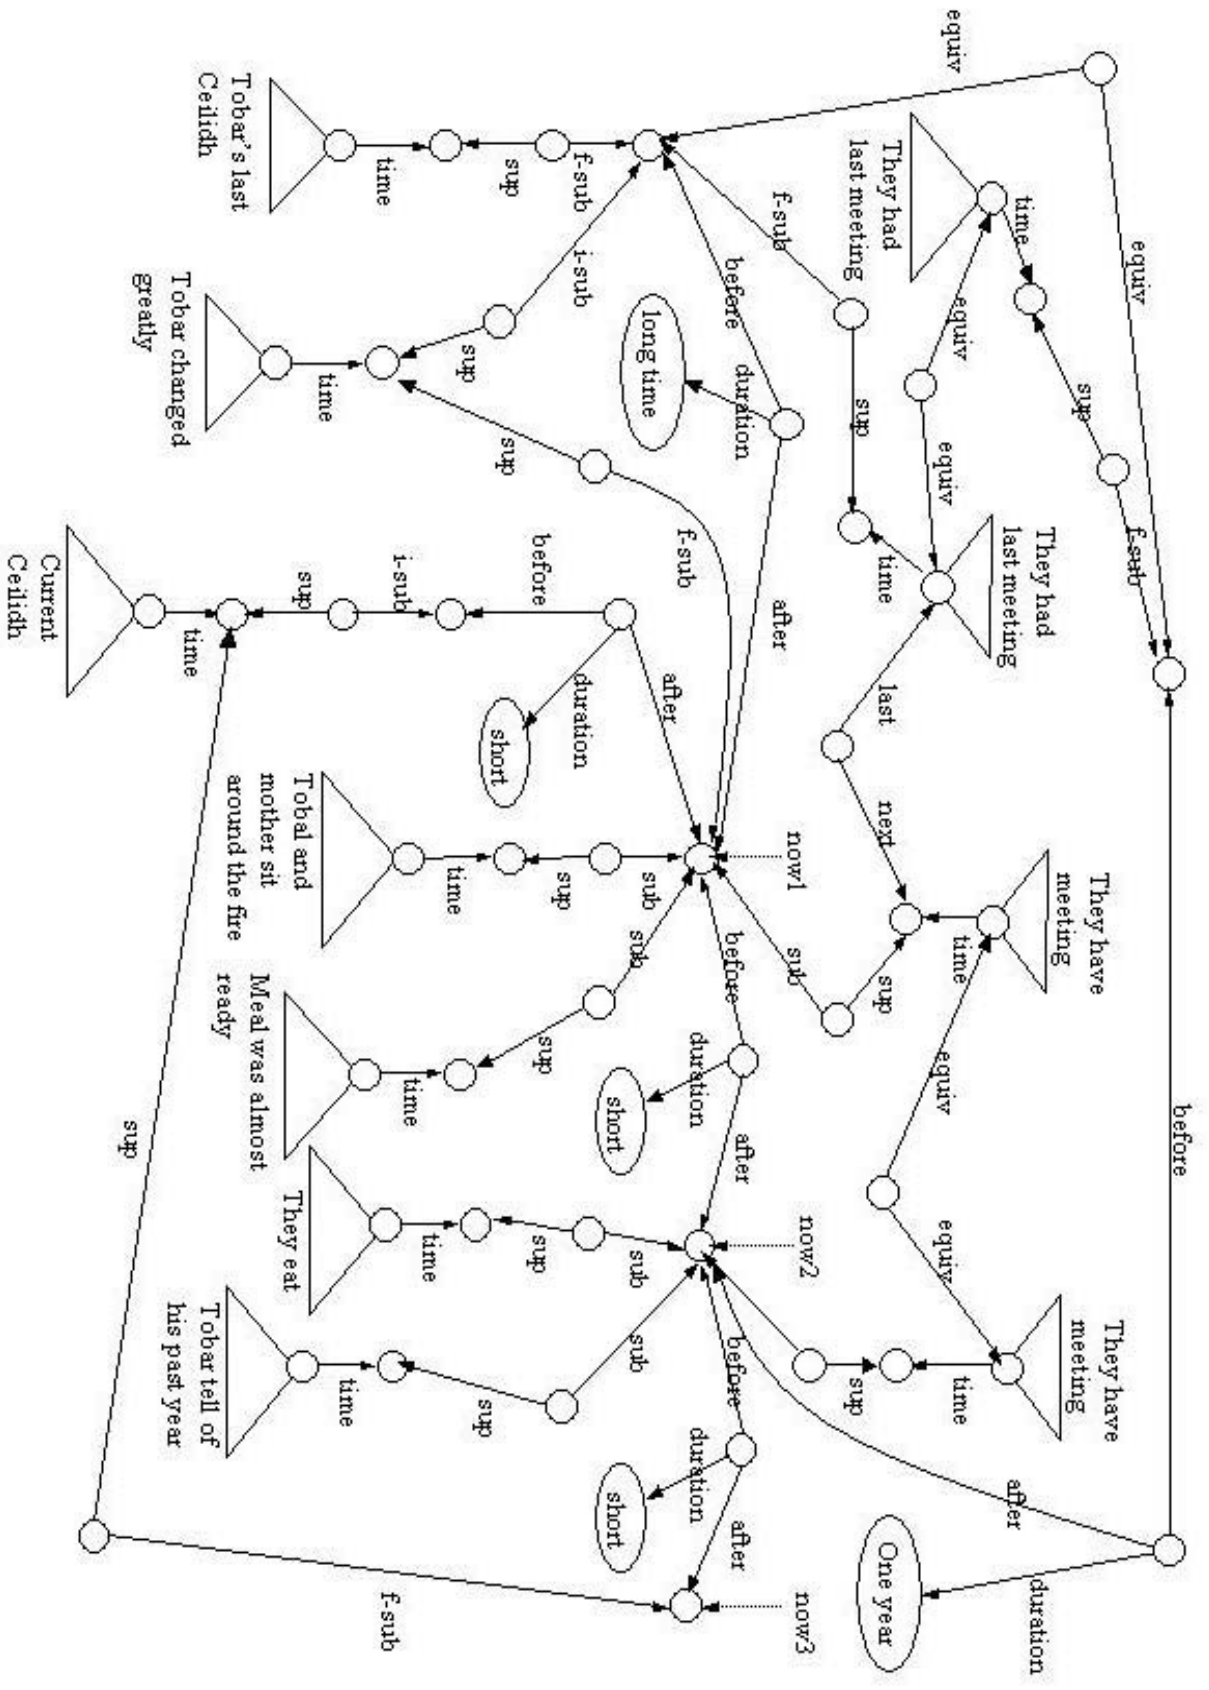 before
equiv
f-sub
They have
meeting
They have
meeting
sup
They had
last meeting
duration
time
after
equiv
equiv
equiv
time
equiv
equiv
time
They had
last meeting
time
last
next
sup
One year
sup
sup
f-sub
after
now1
sub
now2
now3
before
duration
before
after
before
after
duration
duration
f-sub
after
long time
sub
sub
sub
sub
short
short
f-sub
i-sub
duration
sup
before
sup
sup
sup
sup
short
sup
sup
time
time
time
i-sub
f-sub
time
time
time
sup
Tobal and
mother sit
around the fire
They eat
Meal was almost
ready
Tobar's last
Ceilidh
Tobar tell of
his past year
Tobar changed
greatly
time
sup
Current
Ceilidh